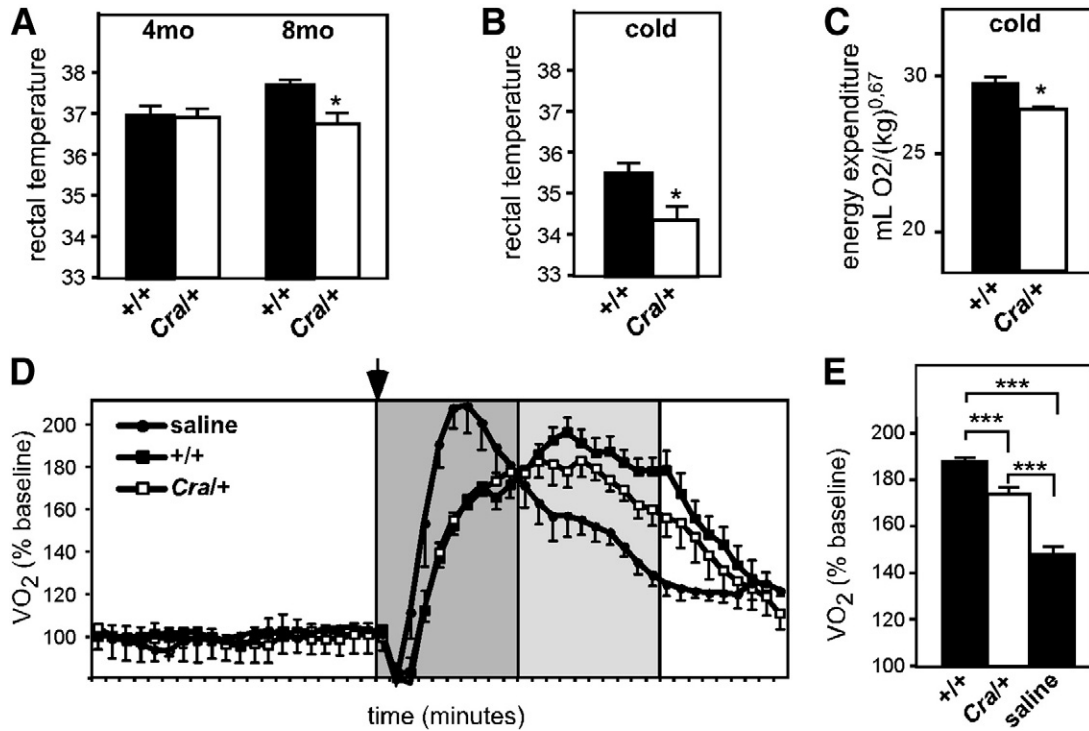 A
4mo 8mo
rectal temperature
38
37
36
35
34
33
*
+/+ Cra/+ +/+ Cra/+
B
cold
rectal temperature
38
37
36
35
34
33
*
+/+ Cra/+
C
cold
energy expenditure
mL O2/(kg)^0,67
30
25
20
*
+/+ Cra/+
D
saline
+/+
Cra/+
VO₂ (% baseline)
200
180
160
140
120
100
time (minutes)
E
***
***
***
VO₂ (% baseline)
200
180
160
140
120
100
+/+ Cra/+ saline